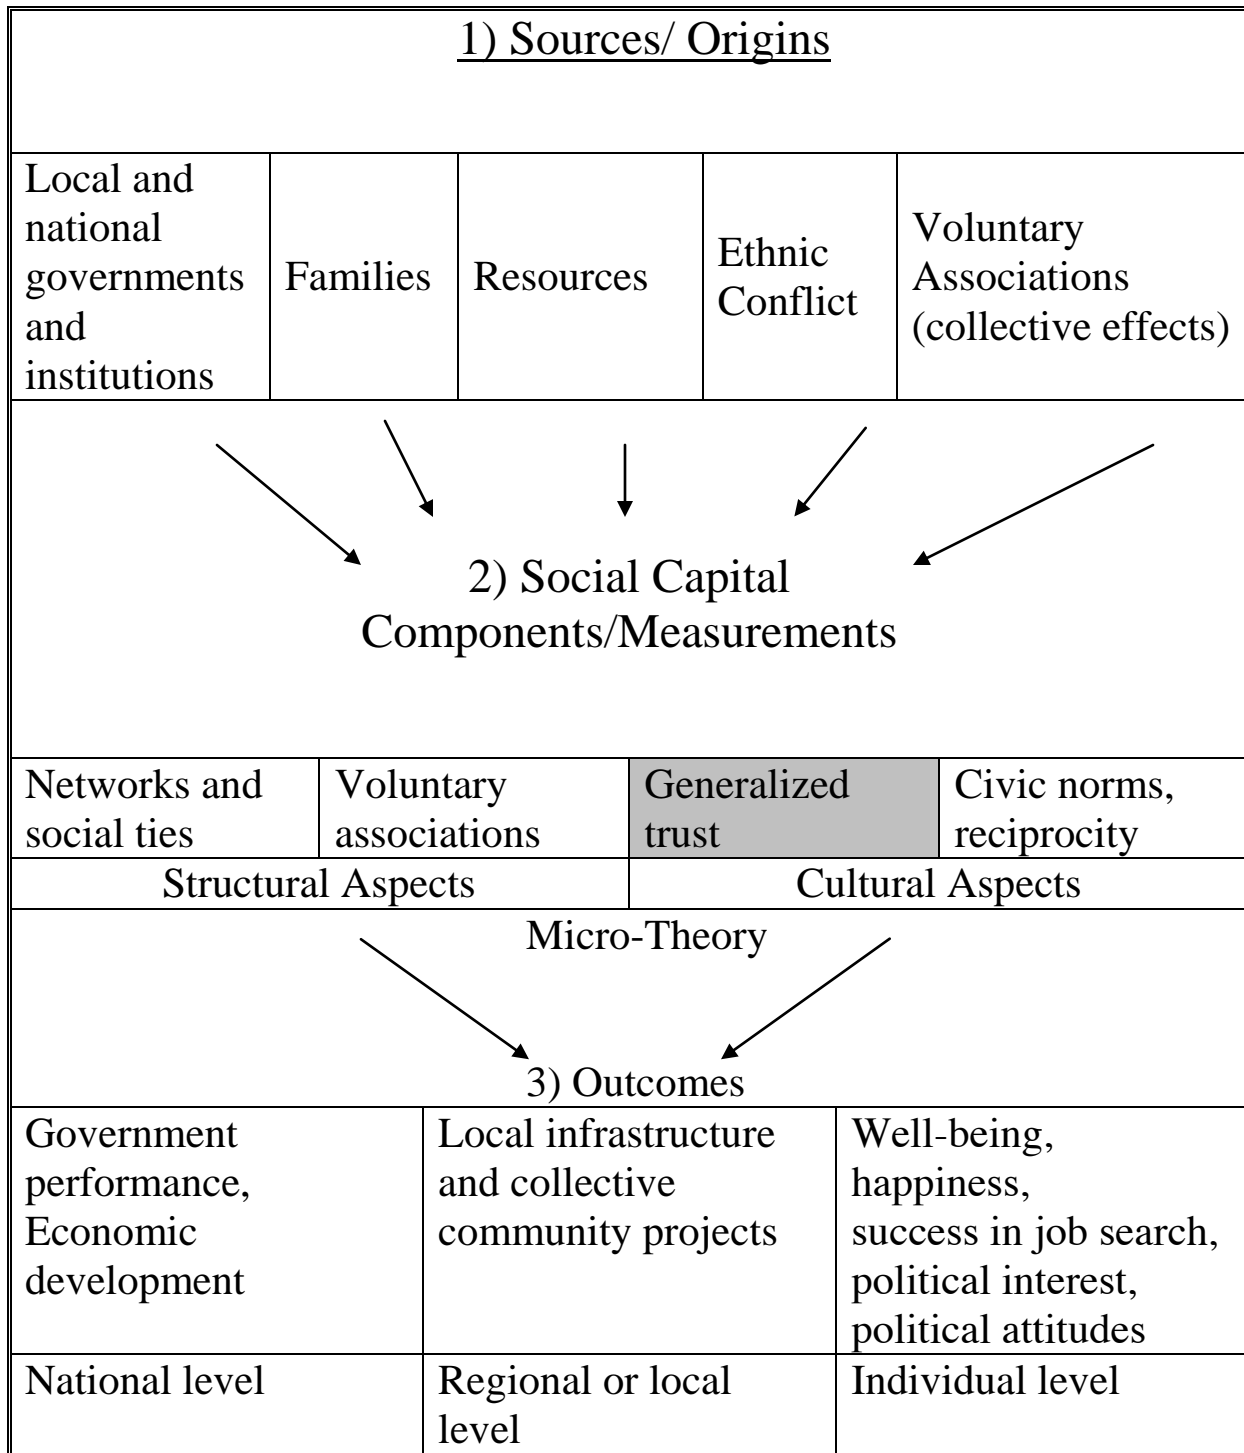 1) Sources/ Origins
Local and
national
governments
and
institutions
Families
Resources
Ethnic
Conflict
Voluntary
Associations
(collective effects)
2) Social Capital
Components/Measurements
Networks and
social ties
Voluntary
associations
Generalized
trust
Civic norms,
reciprocity
Structural Aspects
Cultural Aspects
Micro-Theory
3) Outcomes
Government
performance,
Economic
development
Local infrastructure
and collective
community projects
Well-being,
happiness,
success in job search,
political interest,
political attitudes
National level
Regional or local
level
Individual level